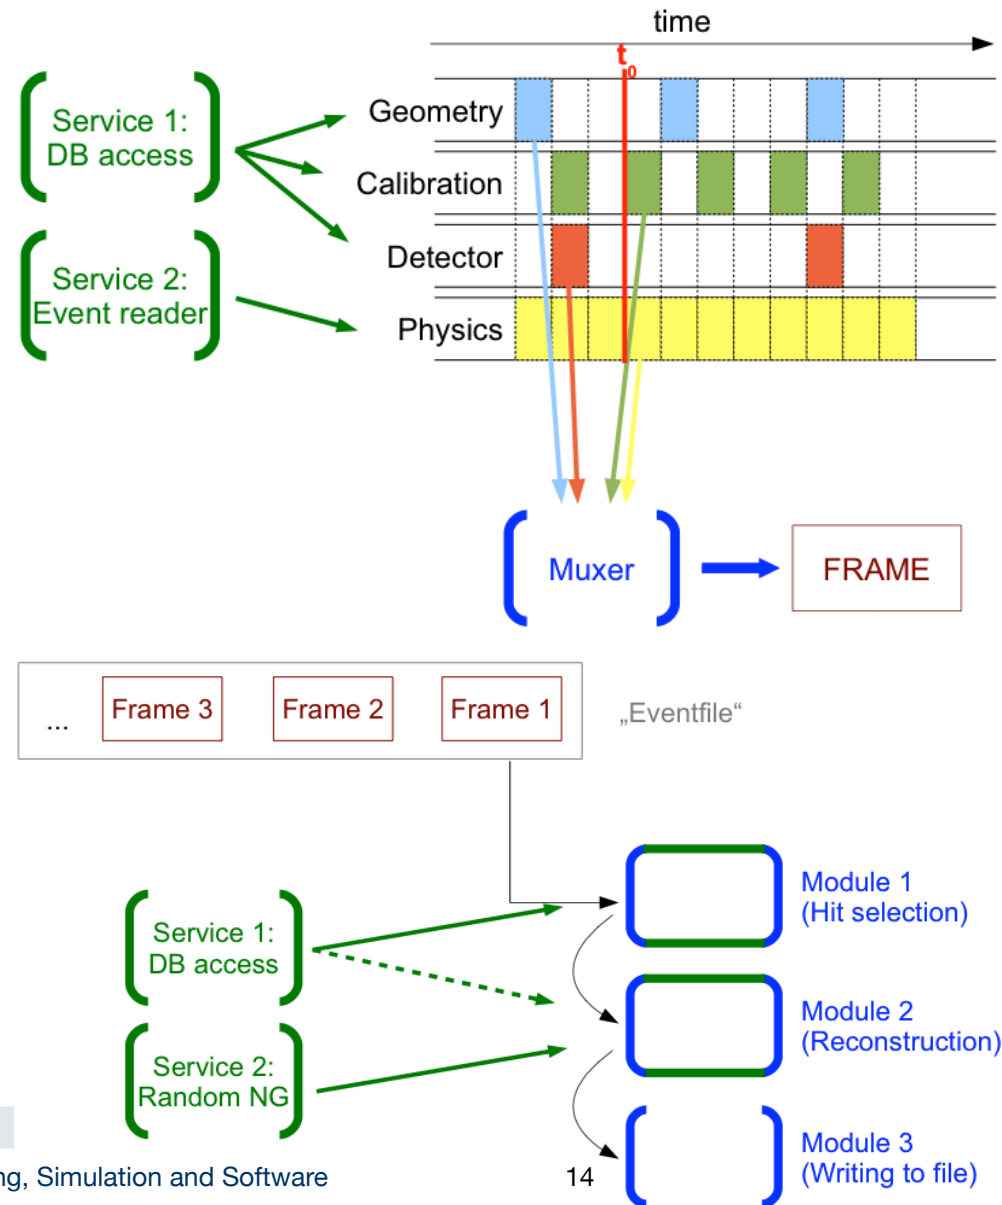 time
t0
Geometry
Calibration
Detector
Physics
Service 1:
DB access
Service 2:
Event reader
Muxer
FRAME
...
Frame 3
Frame 2
Frame 1
„Eventfile“
Service 1:
DB access
Service 2:
Random NG
Module 1
(Hit selection)
Module 2
(Reconstruction)
Module 3
(Writing to file)
Simulation and Software
14